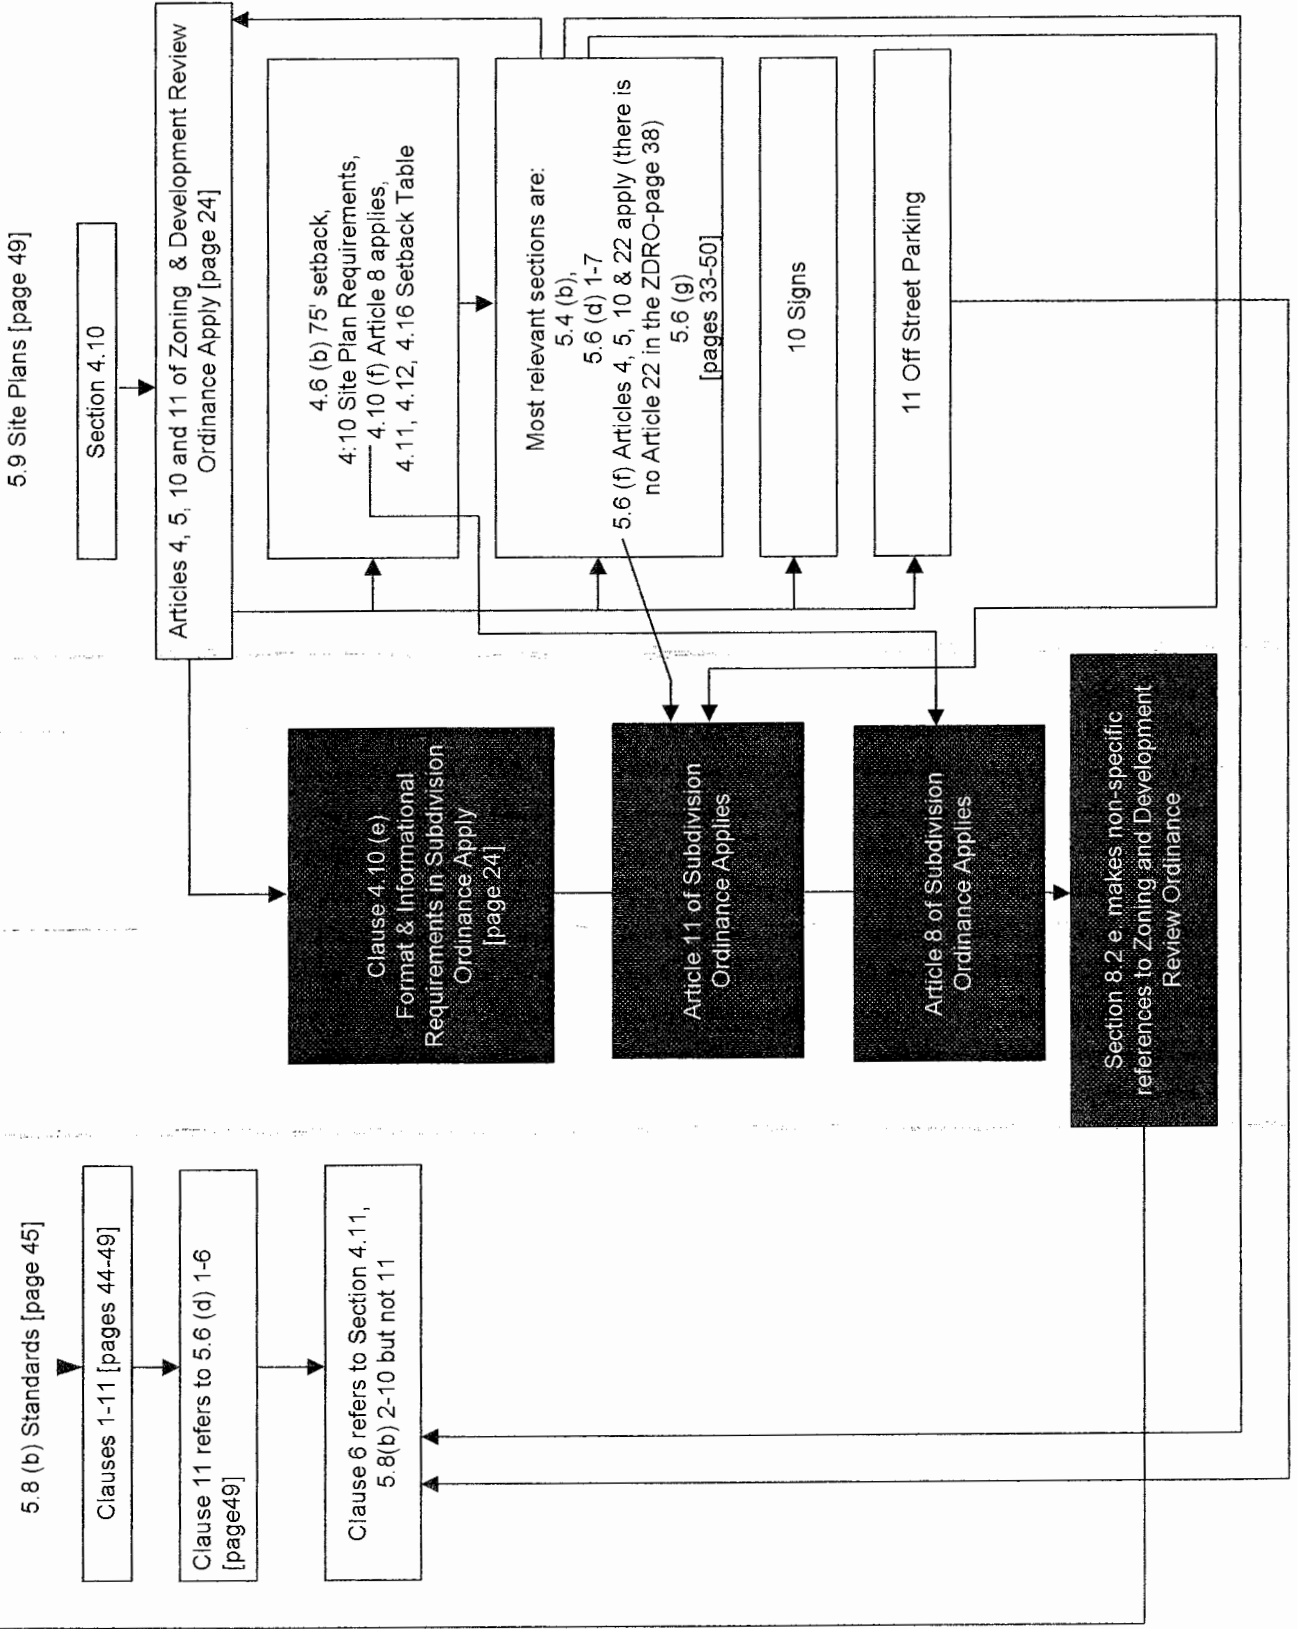 5.8 (b) Standards [page 45]
Clauses 1-11 [pages 44-49]
Clause 11 refers to 5.6 (d) 1-6
[page49]
Clause 6 refers to Section 4.11,
5.8(b) 2-10 but not 11
Clause 4.10 (e)
Format & Informational
Requirements in Subdivision
Ordinance Apply
[page 24]
Article 11 of Subdivision
Ordinance Applies
Article 8 of Subdivision
Ordinance Applies
Section 8.2 e. makes non-specific
references to Zoning and Development
Review Ordinance
5.9 Site Plans [page 49]
Section 4.10
Articles 4, 5, 10 and 11 of Zoning & Development Review
Ordinance Apply [page 24]
4.6 (b) 75' setback,
4:10 Site Plan Requirements,
4.10 (f) Article 8 applies,
4.11, 4.12, 4.16 Setback Table
Most relevant sections are:
5.4 (b),
5.6 (d) 1-7
5.6 (f) Articles 4, 5, 10 & 22 apply (there is
no Article 22 in the ZDRO-page 38)
5.6 (g)
[pages 33-50]
10 Signs
11 Off Street Parking